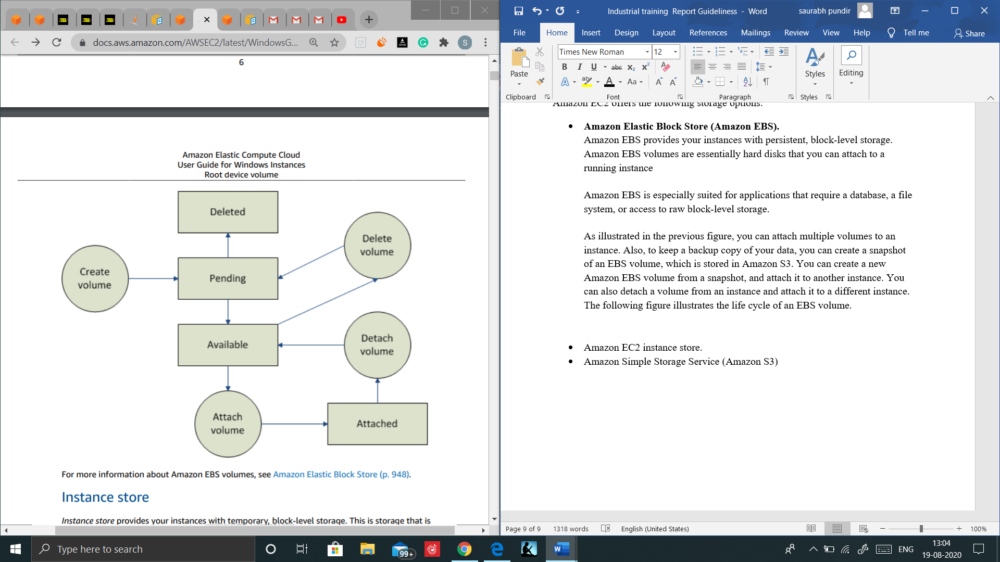 docs.aws.amazon.com/AWSEC2/latest/WindowsG...
S
6
Amazon Elastic Compute Cloud
User Guide for Windows Instances
Root device volume
Deleted
Delete
volume
Create
volume
Pending
Available
Detach
volume
Attach
volume
Attached
For more information about Amazon EBS volumes, see Amazon Elastic Block Store (p. 948).
Instance store
Instance store provides your instances with temporary, block-level storage. This is storage that is
Industrial training Report Guideliness - Word
saurabh pundir
File Home Insert Design Layout References Mailings Review View Help Tell me Share
Times New Roman 12
Paste
Clipboard
Font
Paragraph
Styles
Styles
Editing
Amazon EC2 offers the following storage options:
• Amazon Elastic Block Store (Amazon EBS).
Amazon EBS provides your instances with persistent, block-level storage.
Amazon EBS volumes are essentially hard disks that you can attach to a
running instance
Amazon EBS is especially suited for applications that require a database, a file
system, or access to raw block-level storage.
As illustrated in the previous figure, you can attach multiple volumes to an
instance. Also, to keep a backup copy of your data, you can create a snapshot
of an EBS volume, which is stored in Amazon S3. You can create a new
Amazon EBS volume from a snapshot, and attach it to another instance. You
can also detach a volume from an instance and attach it to a different instance.
The following figure illustrates the life cycle of an EBS volume.
• Amazon EC2 instance store.
• Amazon Simple Storage Service (Amazon S3)
Page 9 of 9 1318 words English (United States) 100%
Type here to search
99+
ENG
13:04
19-08-2020